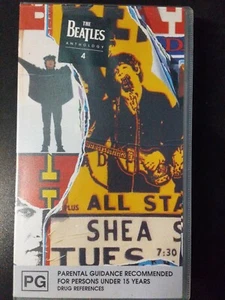 THE
BEATLES
ANTHOLOGY
4
PLUS
ALL STA
SHEA S
TUES
7:30
PG
PARENTAL GUIDANCE RECOMMENDED
FOR PERSONS UNDER 15 YEARS
DRUG REFERENCES